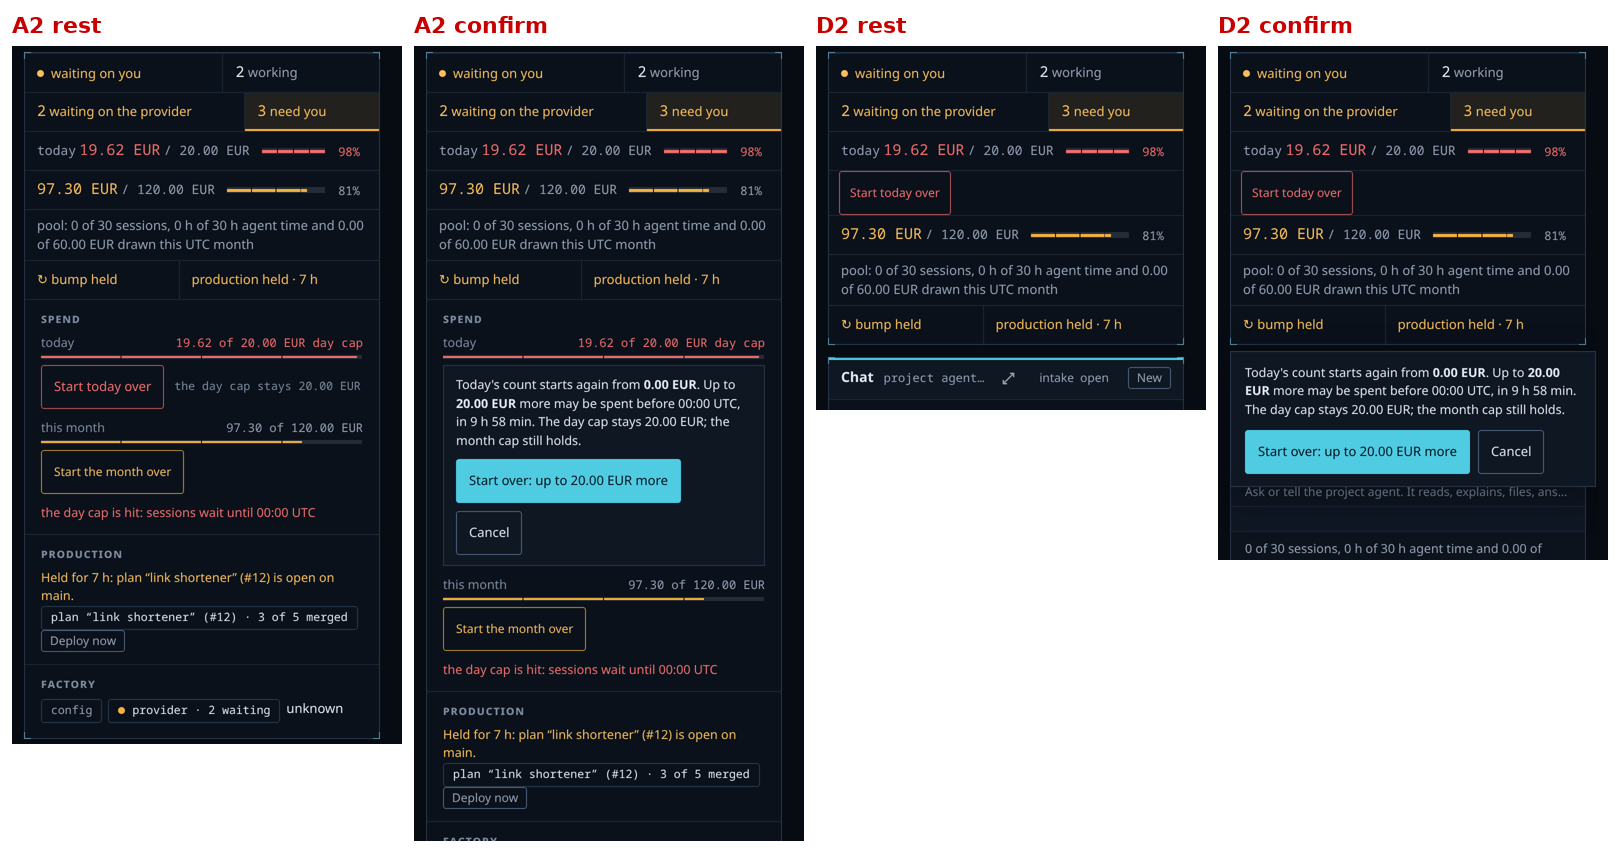 A2 rest
waiting on you
2 working
2 waiting on the provider
3 need you
today 19.62 EUR / 20.00 EUR 98%
97.30 EUR / 120.00 EUR 81%
pool: 0 of 30 sessions, 0 h of 30 h agent time and 0.00
of 60.00 EUR drawn this UTC month
↻ bump held
production held · 7 h
SPEND
today 19.62 of 20.00 EUR day cap
Start today over the day cap stays 20.00 EUR
this month 97.30 of 120.00 EUR
Start the month over
the day cap is hit: sessions wait until 00:00 UTC
PRODUCTION
Held for 7 h: plan “link shortener” (#12) is open on
main.
plan “link shortener” (#12) · 3 of 5 merged
Deploy now
FACTORY
config provider · 2 waiting unknown
A2 confirm
waiting on you
2 working
2 waiting on the provider
3 need you
today 19.62 EUR / 20.00 EUR 98%
97.30 EUR / 120.00 EUR 81%
pool: 0 of 30 sessions, 0 h of 30 h agent time and 0.00
of 60.00 EUR drawn this UTC month
↻ bump held
production held · 7 h
SPEND
today 19.62 of 20.00 EUR day cap
Today's count starts again from 0.00 EUR. Up to
20.00 EUR more may be spent before 00:00 UTC,
in 9 h 58 min. The day cap stays 20.00 EUR; the
month cap still holds.
Start over: up to 20.00 EUR more
Cancel
this month 97.30 of 120.00 EUR
Start the month over
the day cap is hit: sessions wait until 00:00 UTC
PRODUCTION
Held for 7 h: plan “link shortener” (#12) is open on
main.
plan “link shortener” (#12) · 3 of 5 merged
Deploy now
FACTORY
D2 rest
waiting on you
2 working
2 waiting on the provider
3 need you
today 19.62 EUR / 20.00 EUR 98%
Start today over
97.30 EUR / 120.00 EUR 81%
pool: 0 of 30 sessions, 0 h of 30 h agent time and 0.00
of 60.00 EUR drawn this UTC month
↻ bump held
production held · 7 h
Chat project agent… intake open New
D2 confirm
waiting on you
2 working
2 waiting on the provider
3 need you
today 19.62 EUR / 20.00 EUR 98%
Start today over
97.30 EUR / 120.00 EUR 81%
pool: 0 of 30 sessions, 0 h of 30 h agent time and 0.00
of 60.00 EUR drawn this UTC month
↻ bump held
production held · 7 h
Today's count starts again from 0.00 EUR. Up to 20.00
EUR more may be spent before 00:00 UTC, in 9 h 58 min.
The day cap stays 20.00 EUR; the month cap still holds.
Start over: up to 20.00 EUR more
Cancel
Ask or tell the project agent. It reads, explains, files, ans…
0 of 30 sessions, 0 h of 30 h agent time and 0.00 of